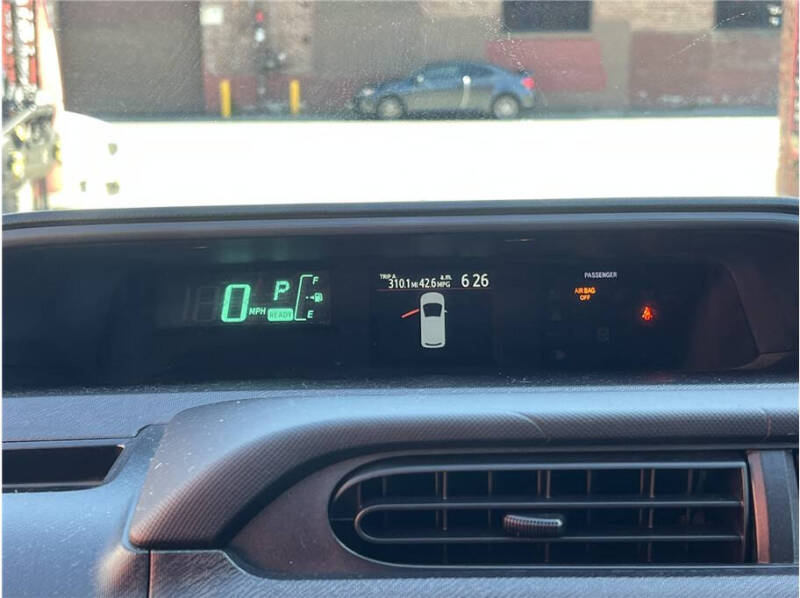 0 MPH P READY F E
TRIP A 310.1 MI 42.6 MPG a.m. 6 26
PASSENGER
AIR BAG
OFF